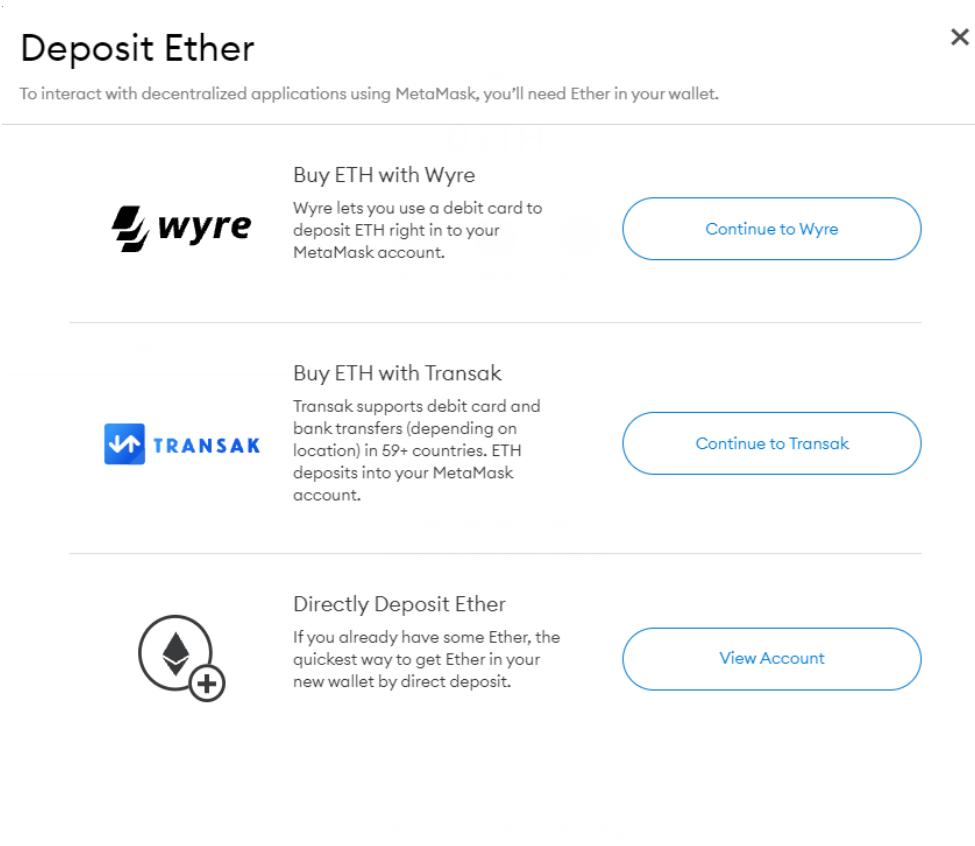 Deposit Ether
To interact with decentralized applications using MetaMask, you'll need Ether in your wallet.
wyre
Buy ETH with Wyre
Wyre lets you use a debit card to
deposit ETH right in to your
MetaMask account.
Continue to Wyre
TRANSAK
Buy ETH with Transak
Transak supports debit card and
bank transfers (depending on
location) in 59+ countries. ETH
deposits into your MetaMask
account.
Continue to Transak
Directly Deposit Ether
If you already have some Ether, the
quickest way to get Ether in your
new wallet by direct deposit.
View Account